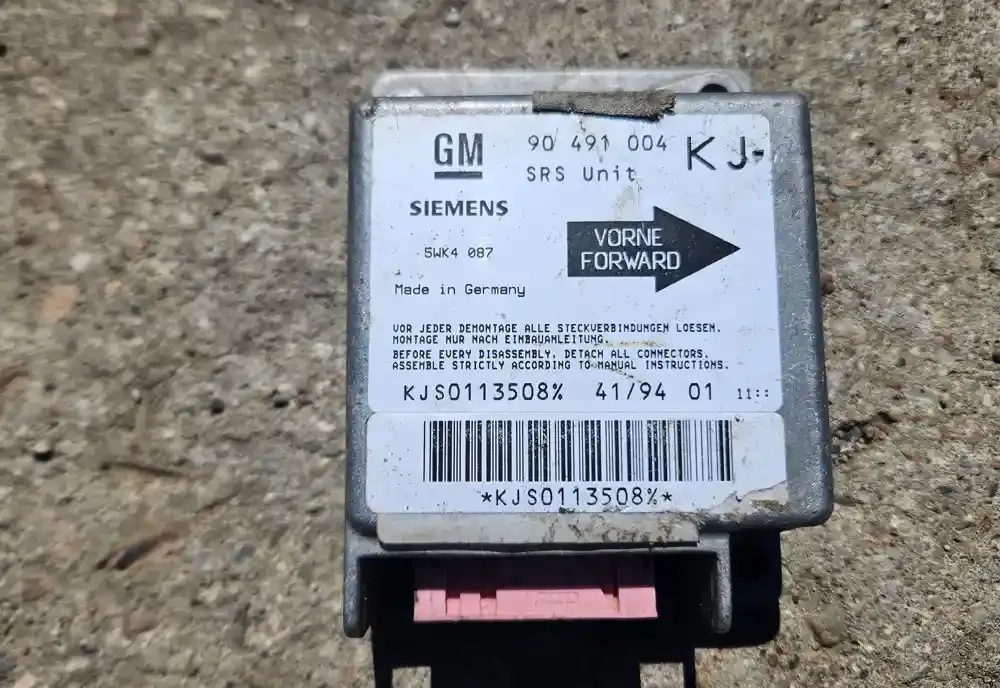 GM
90 491 004
KJ-
SRS Unit
SIEMENS
VORNE
FORWARD
5WK4 087
Made in Germany
VOR JEDER DEMONTAGE ALLE STECKVERBINDUNGEN LOESEN.
MONTAGE NUR NACH EINBAUANLEITUNG.
BEFORE EVERY DISASSEMBLY, DETACH ALL CONNECTORS.
ASSEMBLE STRICTLY ACCORDING TO MANUAL INSTRUCTIONS.
KJS0113508% 41/94 01 11::
*KJS0113508%*